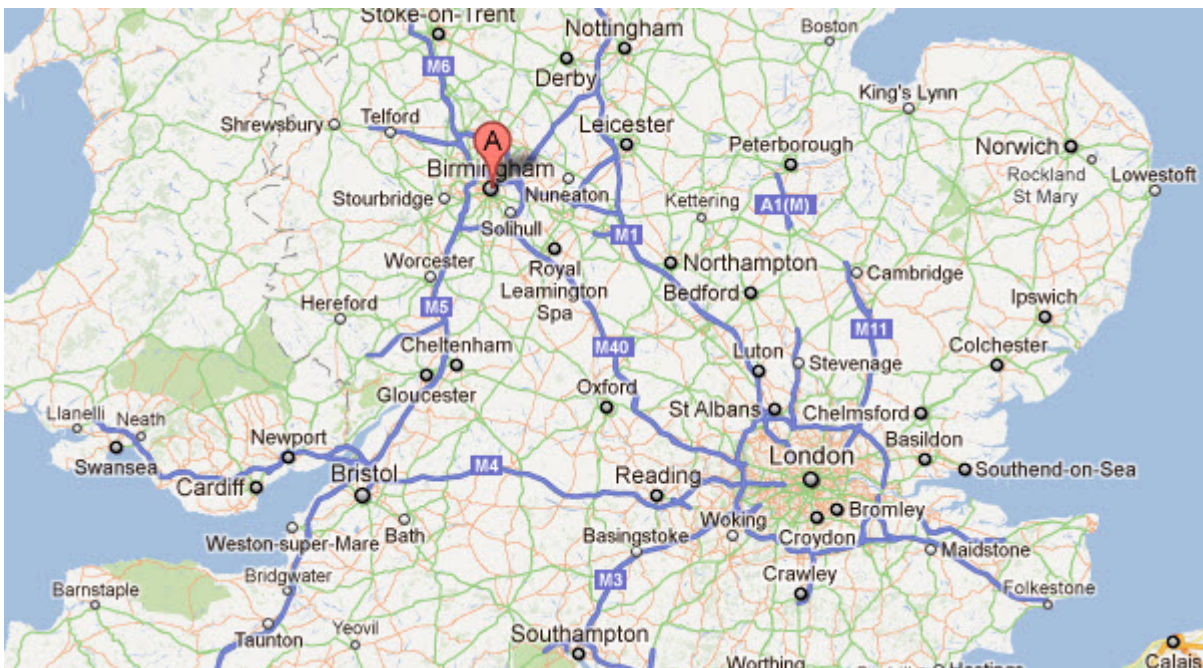 Stoke-on-Trent
Nottingham
Boston
M6
Derby
King's Lynn
Telford
Shrewsbury
A
Leicester
Peterborough
Norwich
Birmingham
Rockland
St Mary
Lowestoft
Stourbridge
Nuneaton
Kettering
A1(M)
Solihull
M1
Worcester
Royal
Leamington
Spa
Northampton
Cambridge
Hereford
M5
Bedford
Ipswich
M11
Cheltenham
M40
Luton
Stevenage
Colchester
Gloucester
Oxford
St Albans
Chelmsford
Llanelli
Neath
Newport
Basildon
Swansea
Cardiff
Bristol
M4
Reading
London
Southend-on-Sea
Bromley
Weston-super-Mare
Bath
Basingstoke
Woking
Croydon
Maidstone
Barnstaple
Bridgwater
M3
Crawley
Folkestone
Taunton
Yeovil
Southampton
Worthing
Hastings
Calais